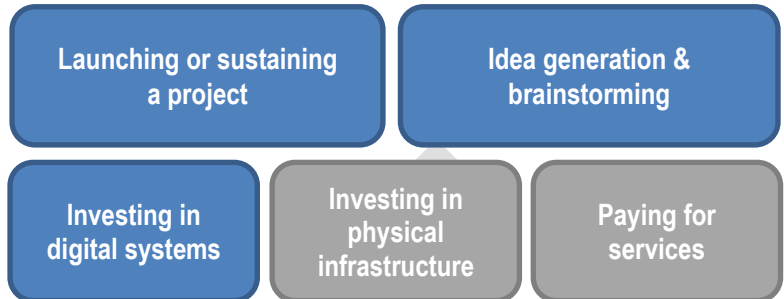 Launching or sustaining
a project
Idea generation &
brainstorming
Investing in
digital systems
Investing in
physical
infrastructure
Paying for
services